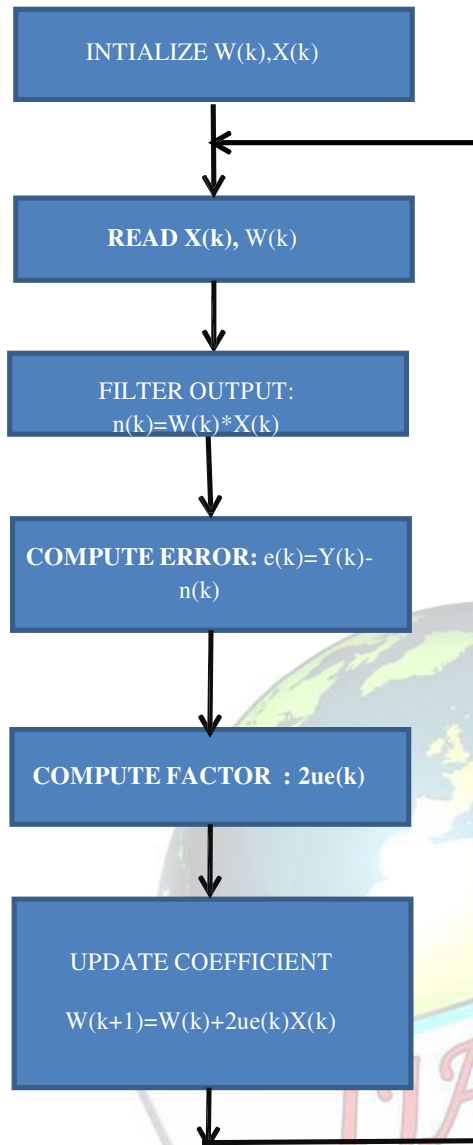 INTIALIZE W(k),X(k)
READ X(k), W(k)
FILTER OUTPUT:
n(k)=W(k)*X(k)
COMPUTE ERROR: e(k)=Y(k)-
n(k)
COMPUTE FACTOR : 2ue(k)
UPDATE COEFFICIENT
W(k+1)=W(k)+2ue(k)X(k)